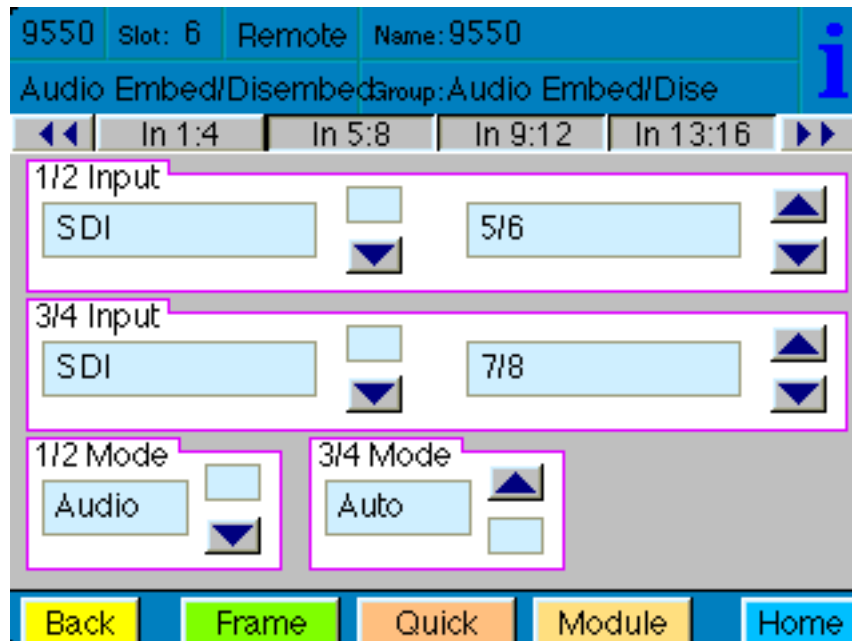 9550 Slot: 6 Remote Name: 9550
Audio Embed/Disembed Group: Audio Embed/Dise
i
In 1:4 In 5:8 In 9:12 In 13:16
1/2 Input
SDI 5/6
3/4 Input
SDI 7/8
1/2 Mode 3/4 Mode
Audio Auto
Back Frame Quick Module Home